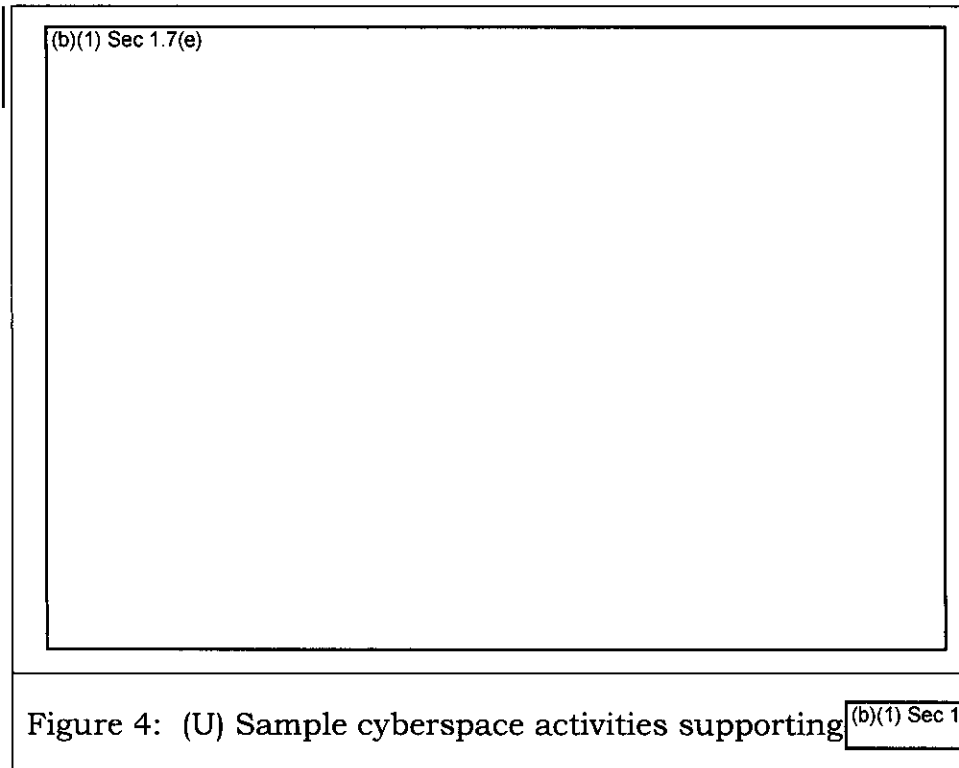 (b)(1) Sec 1.7(e)
Figure 4: (U) Sample cyberspace activities supporting (b)(1) Sec 1